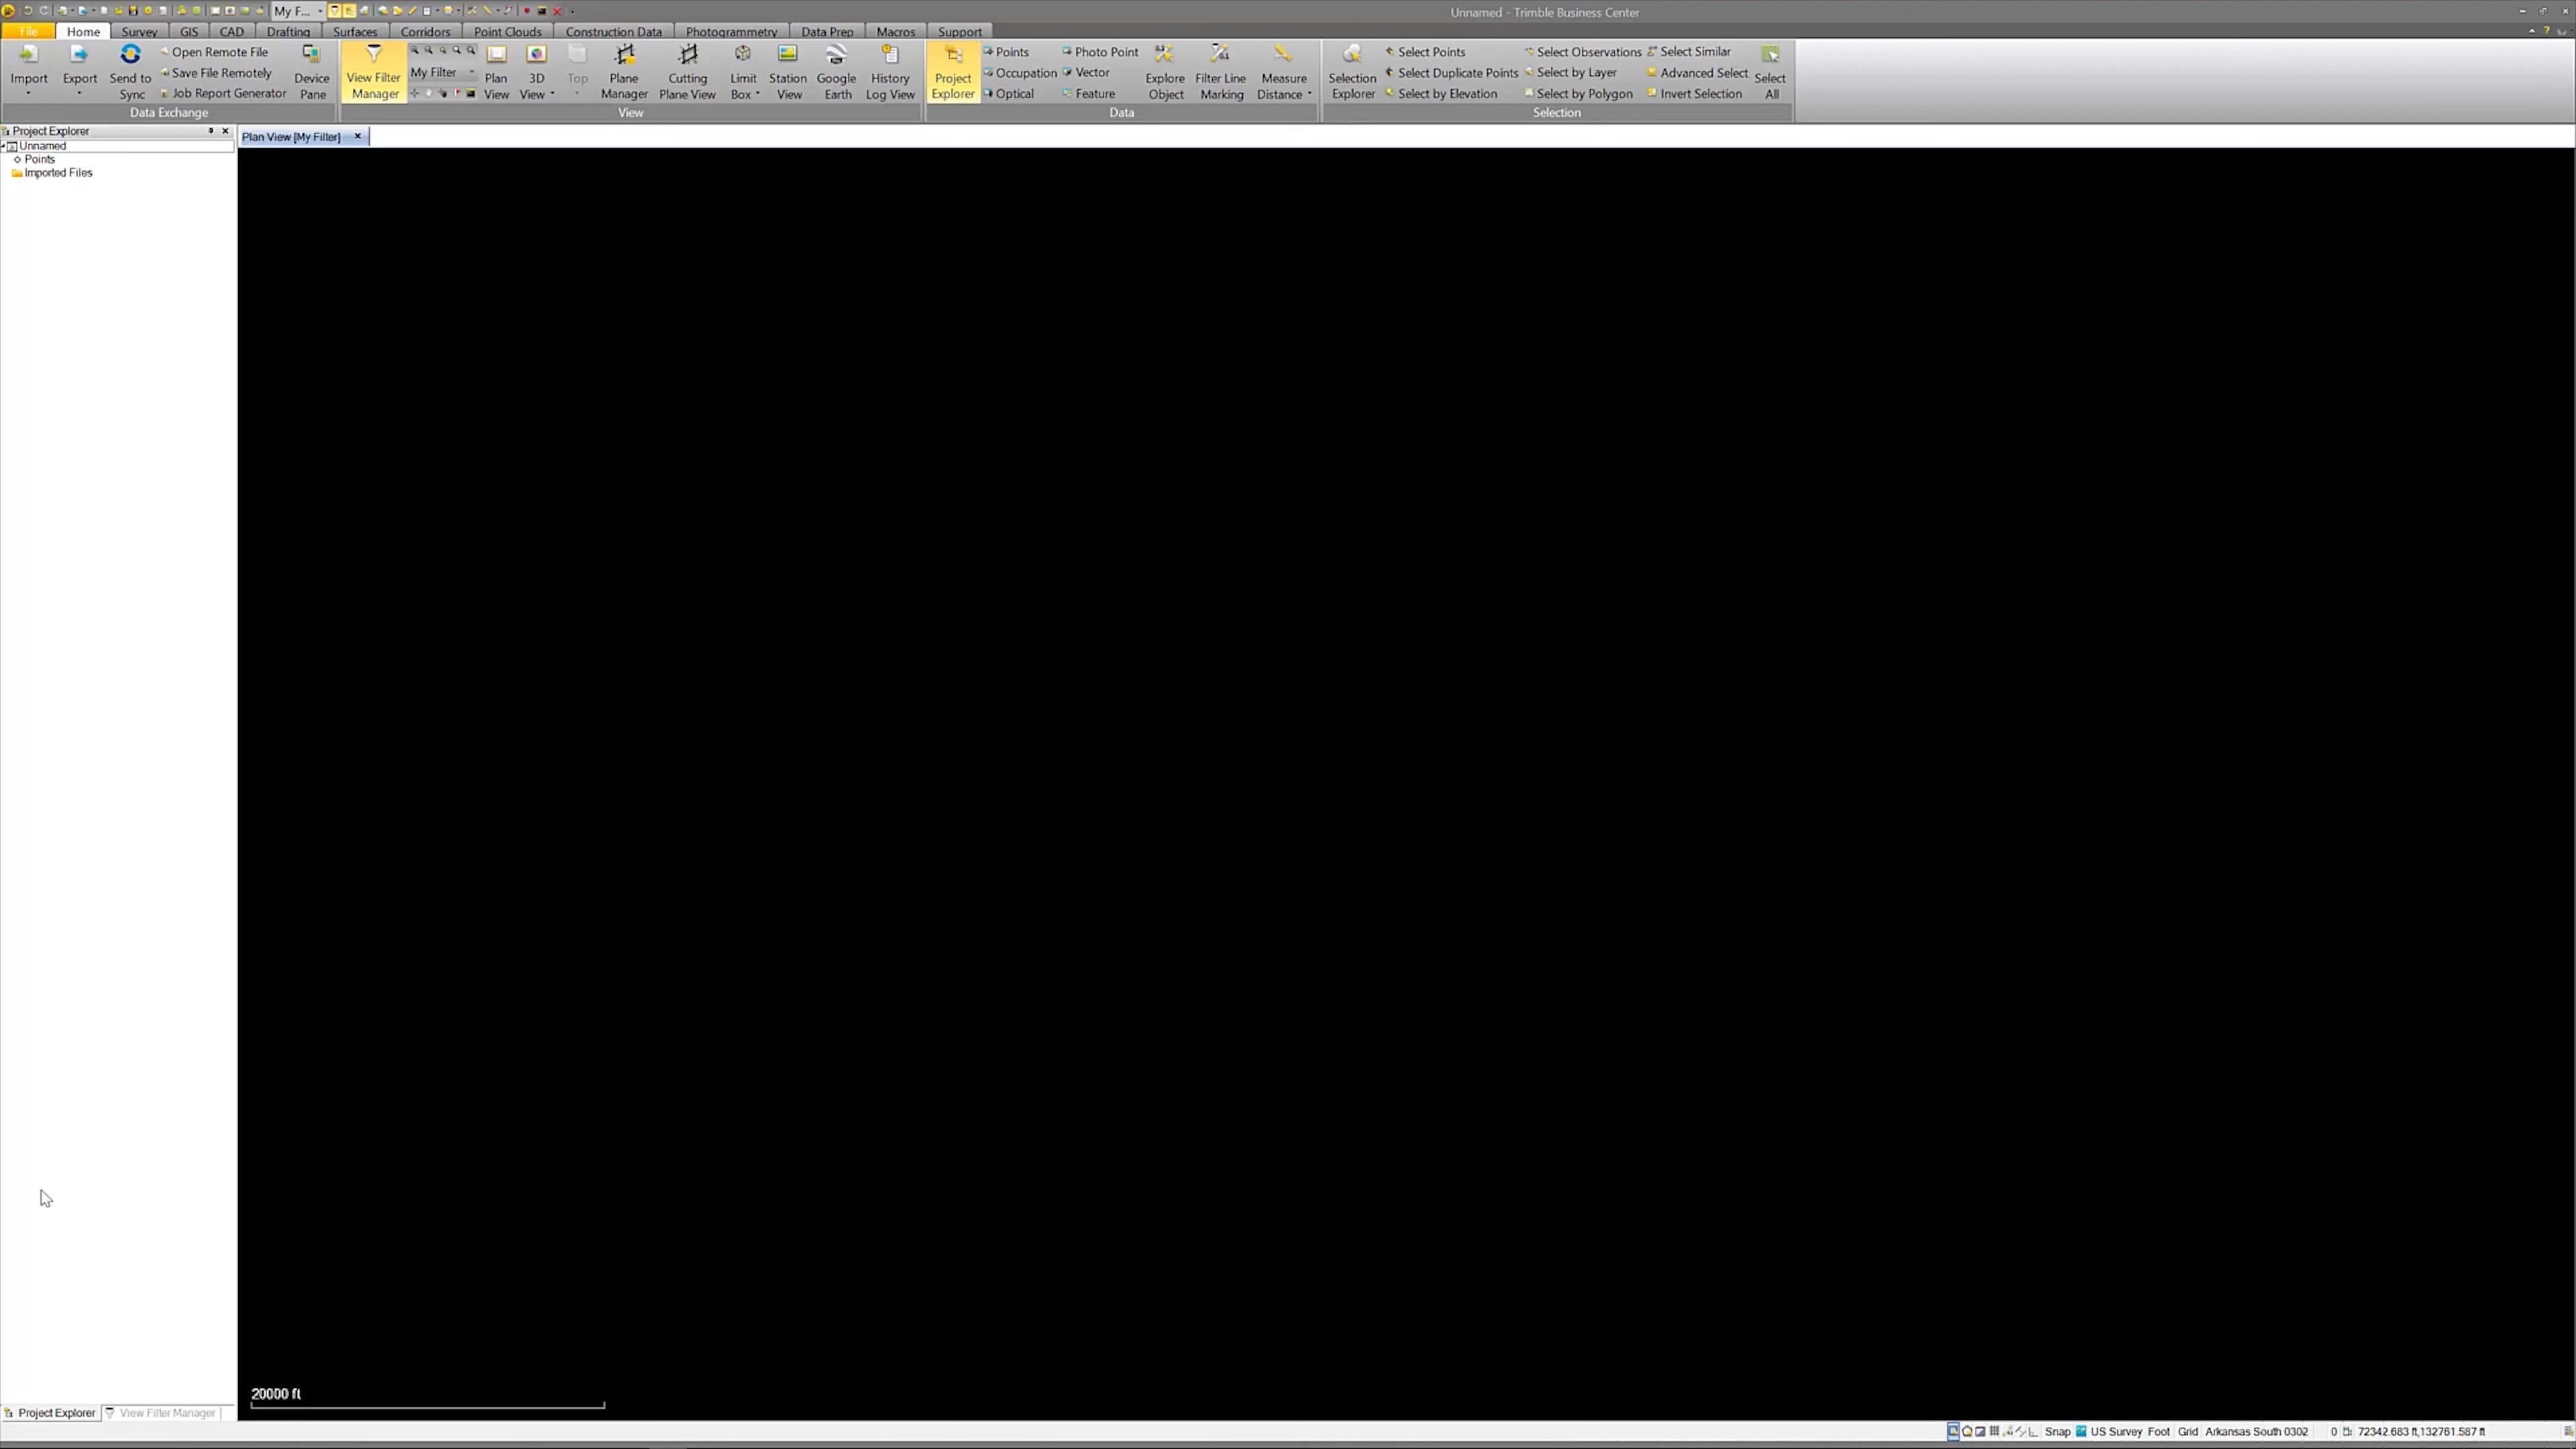 My F...
Unnamed - Trimble Business Center
File Home Survey GIS CAD Drafting Surfaces Corridors Point Clouds Construction Data Photogrammetry Data Prep Macros Support
Import
Export
Send to Sync
Open Remote File
Save File Remotely
Job Report Generator
Device Pane
Data Exchange
View Filter Manager
My Filter
Plan View
3D View
Top
Plane Manager
Cutting Plane View
Limit Box
Station View
Google Earth
History Log View
View
Project Explorer
Points
Occupation
Optical
Photo Point
Vector
Feature
Explore Object
Filter Line Marking
Measure Distance
Data
Selection Explorer
Select Points
Select Duplicate Points
Select by Elevation
Select Observations
Select by Layer
Select by Polygon
Select Similar
Advanced Select
Invert Selection
Select All
Selection
Project Explorer
Unnamed
Points
Imported Files
Plan View [My Filter]
20000 ft
Project Explorer View Filter Manager
Snap US Survey Foot Grid Arkansas South 0302 0 72342.683 ft,132761.587 ft